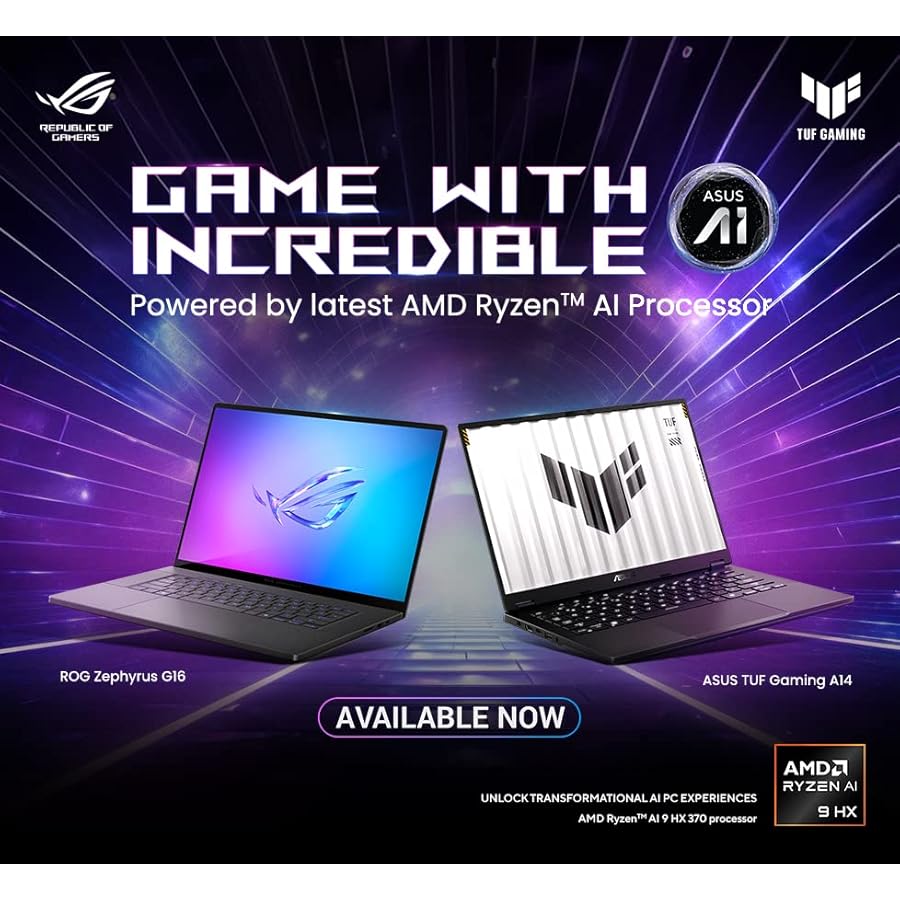 REPUBLIC OF
GAMERS
TUF GAMING
GAME WITH
INCREDIBLE
ASUS
Ai
Powered by latest AMD Ryzen™ AI Processor
TUF
ASUS
ROG Zephyrus G16
ASUS TUF Gaming A14
AVAILABLE NOW
UNLOCK TRANSFORMATIONAL AI PC EXPERIENCES
AMD Ryzen™ AI 9 HX 370 processor
AMD
RYZEN AI
9 HX